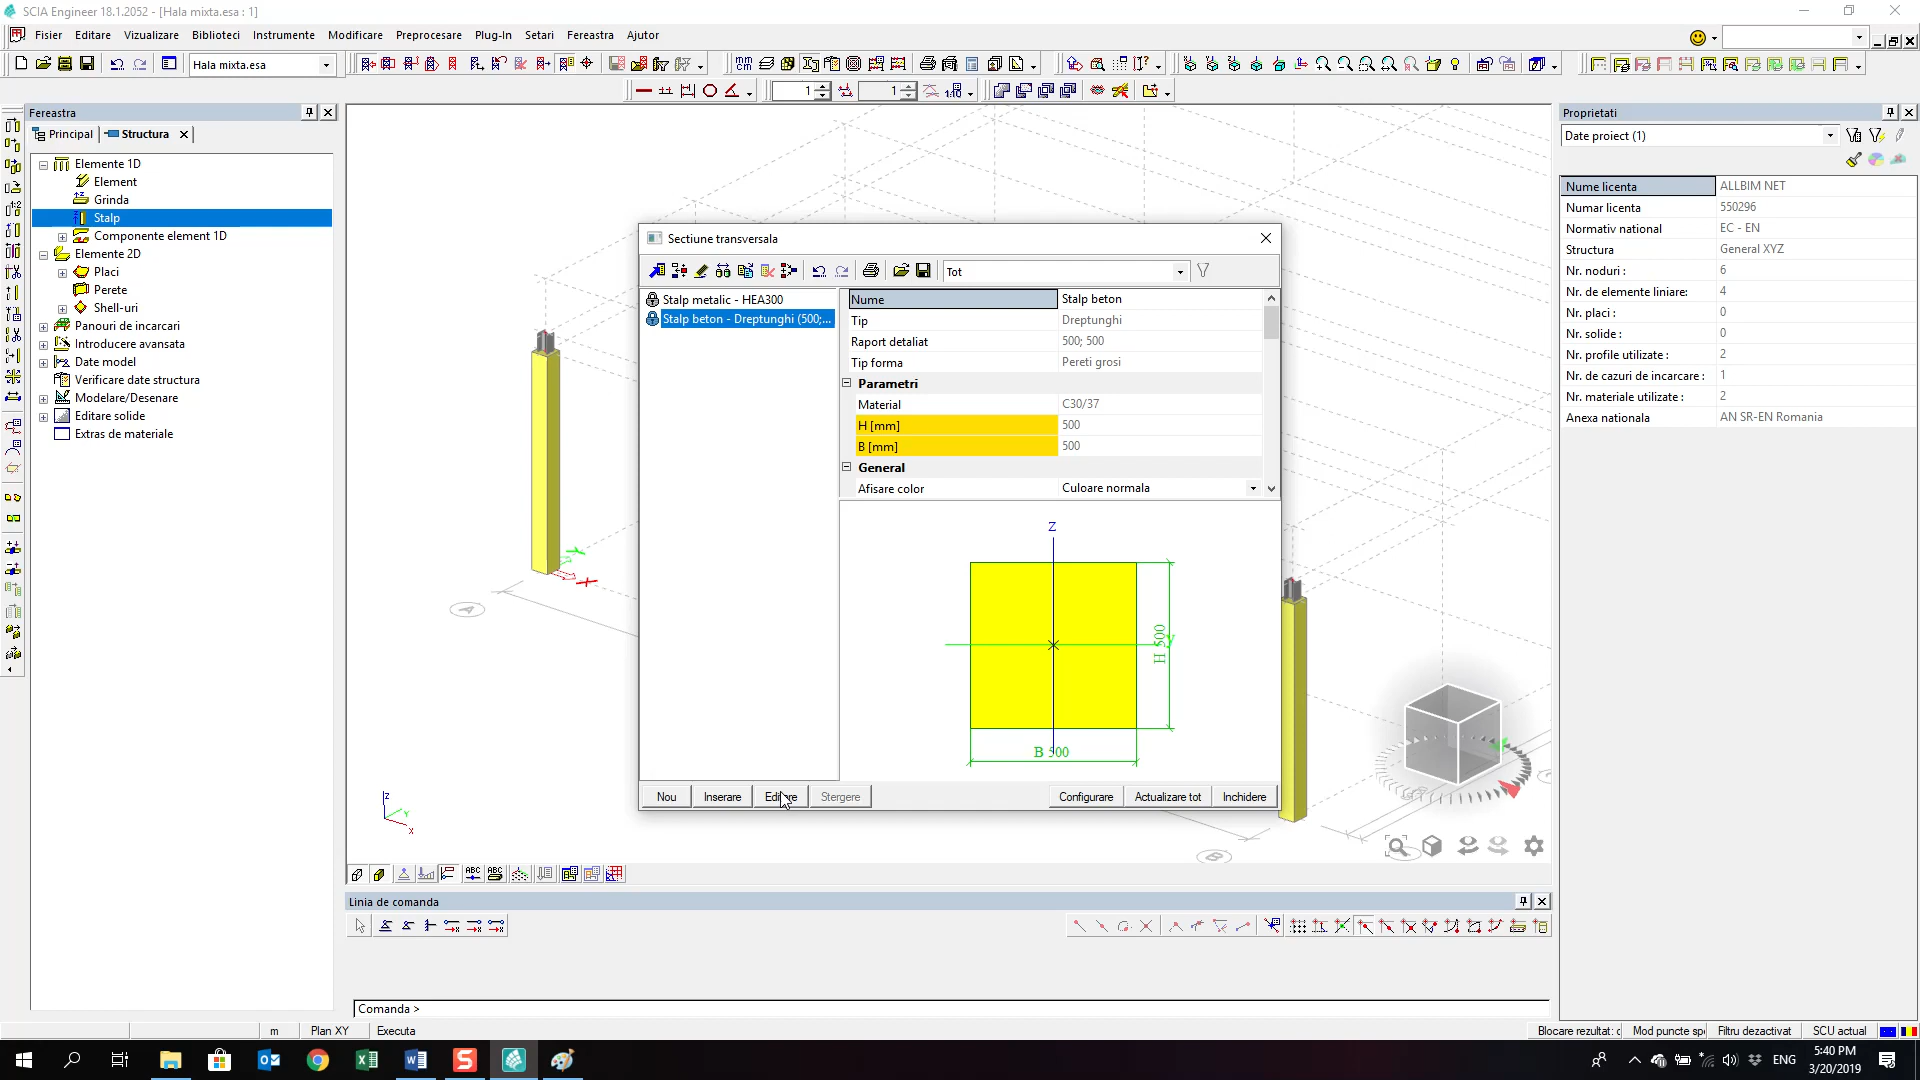 SCIA Engineer 18.1.2052 - [Hala mixta.esa : 1]
Fisier Editare Vizualizare Biblioteci Instrumente Modificare Preprocesare Plug-In Setari Fereastra Ajutor
Hala mixta.esa
1 1
Fereastra
Principal Structura
Elemente 1D
Element
Grinda
Stalp
Componente element 1D
Elemente 2D
Placi
Perete
Shell-uri
Panouri de incarcari
Introducere avansata
Date model
Verificare date structura
Modelare/Desenare
Editare solide
Extras de materiale
A
Z
Y
X
Sectiune transversala
Tot
Stalp metalic - HEA300
Stalp beton - Dreptunghi (500;...
Nume Stalp beton
Tip Dreptunghi
Raport detaliat 500; 500
Tip forma Pereti grosi
Parametri
Material C30/37
H [mm] 500
B [mm] 500
General
Afisare color Culoare normala
Z
y
H 500
B 500
Nou Inserare Editare Stergere Configurare Actualizare tot Inchidere
B
Linia de comanda
Comanda >
Proprietati
Date proiect (1)
Nume licenta ALLBIM NET
Numar licenta 550296
Normativ national EC - EN
Structura General XYZ
Nr. noduri : 6
Nr. de elemente liniare: 4
Nr. placi : 0
Nr. solide : 0
Nr. profile utilizate : 2
Nr. de cazuri de incarcare : 1
Nr. materiale utilizate : 2
Anexa nationala AN SR-EN Romania
m Plan XY Executa Blocare rezultat: Mod puncte sp Filtru dezactivat SCU actual
ENG
5:40 PM
3/20/2019